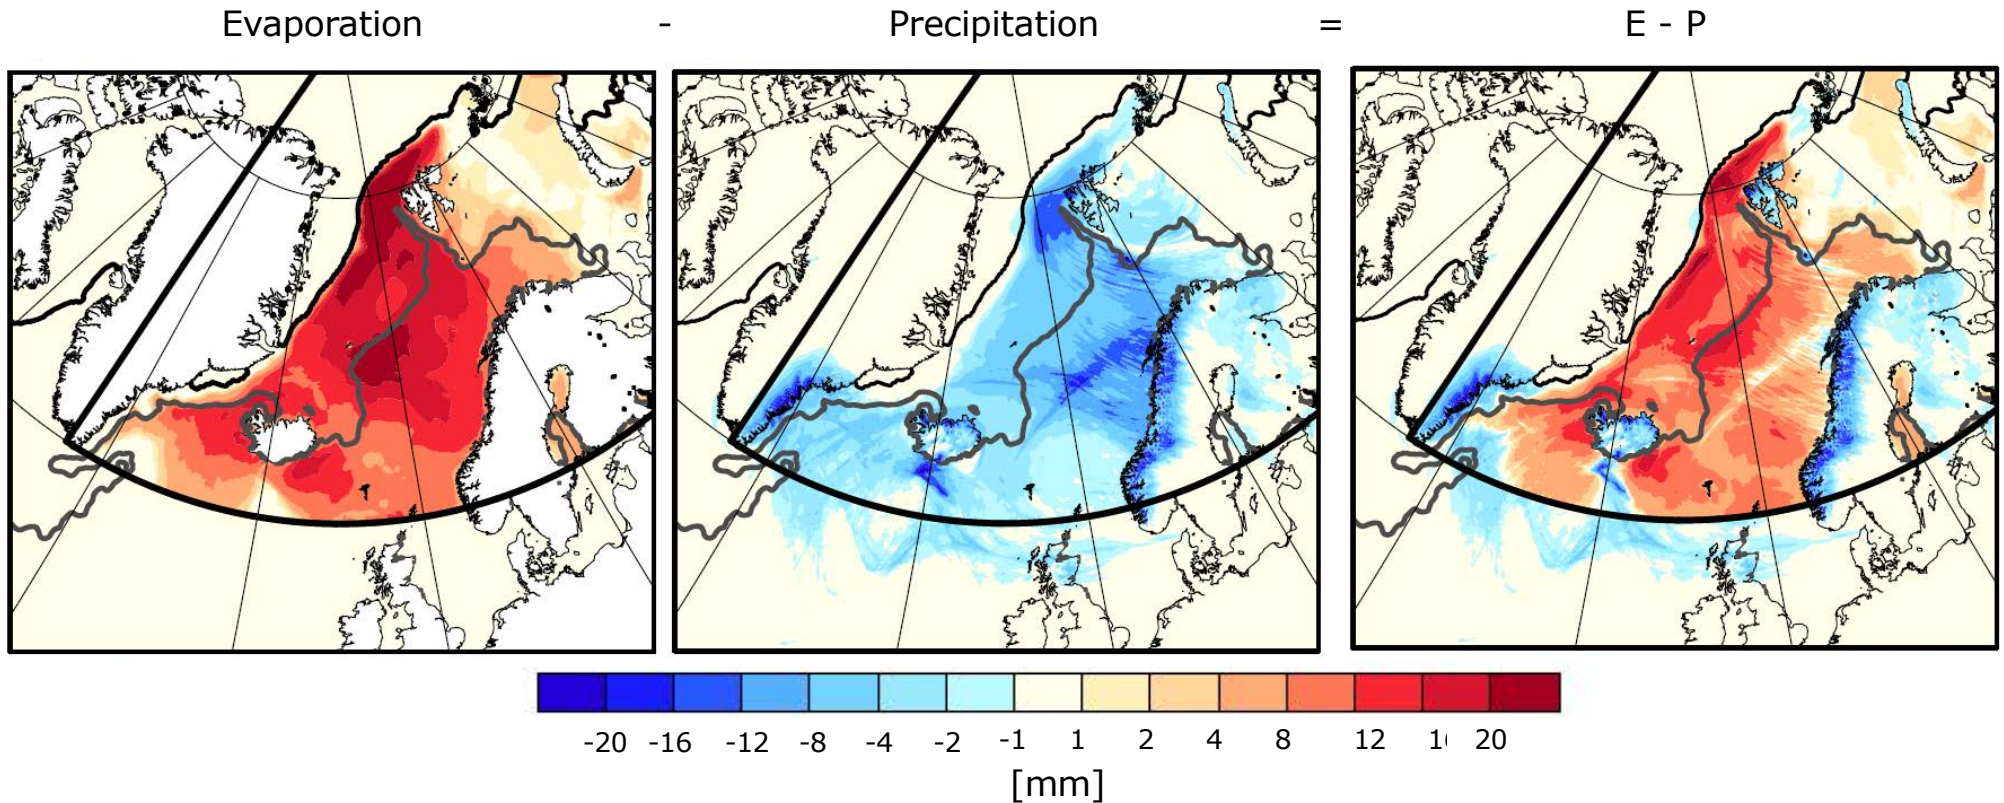 Evaporation - Precipitation = E - P
-20 -16 -12 -8 -4 -2 -1 1 2 4 8 12 20
[mm]